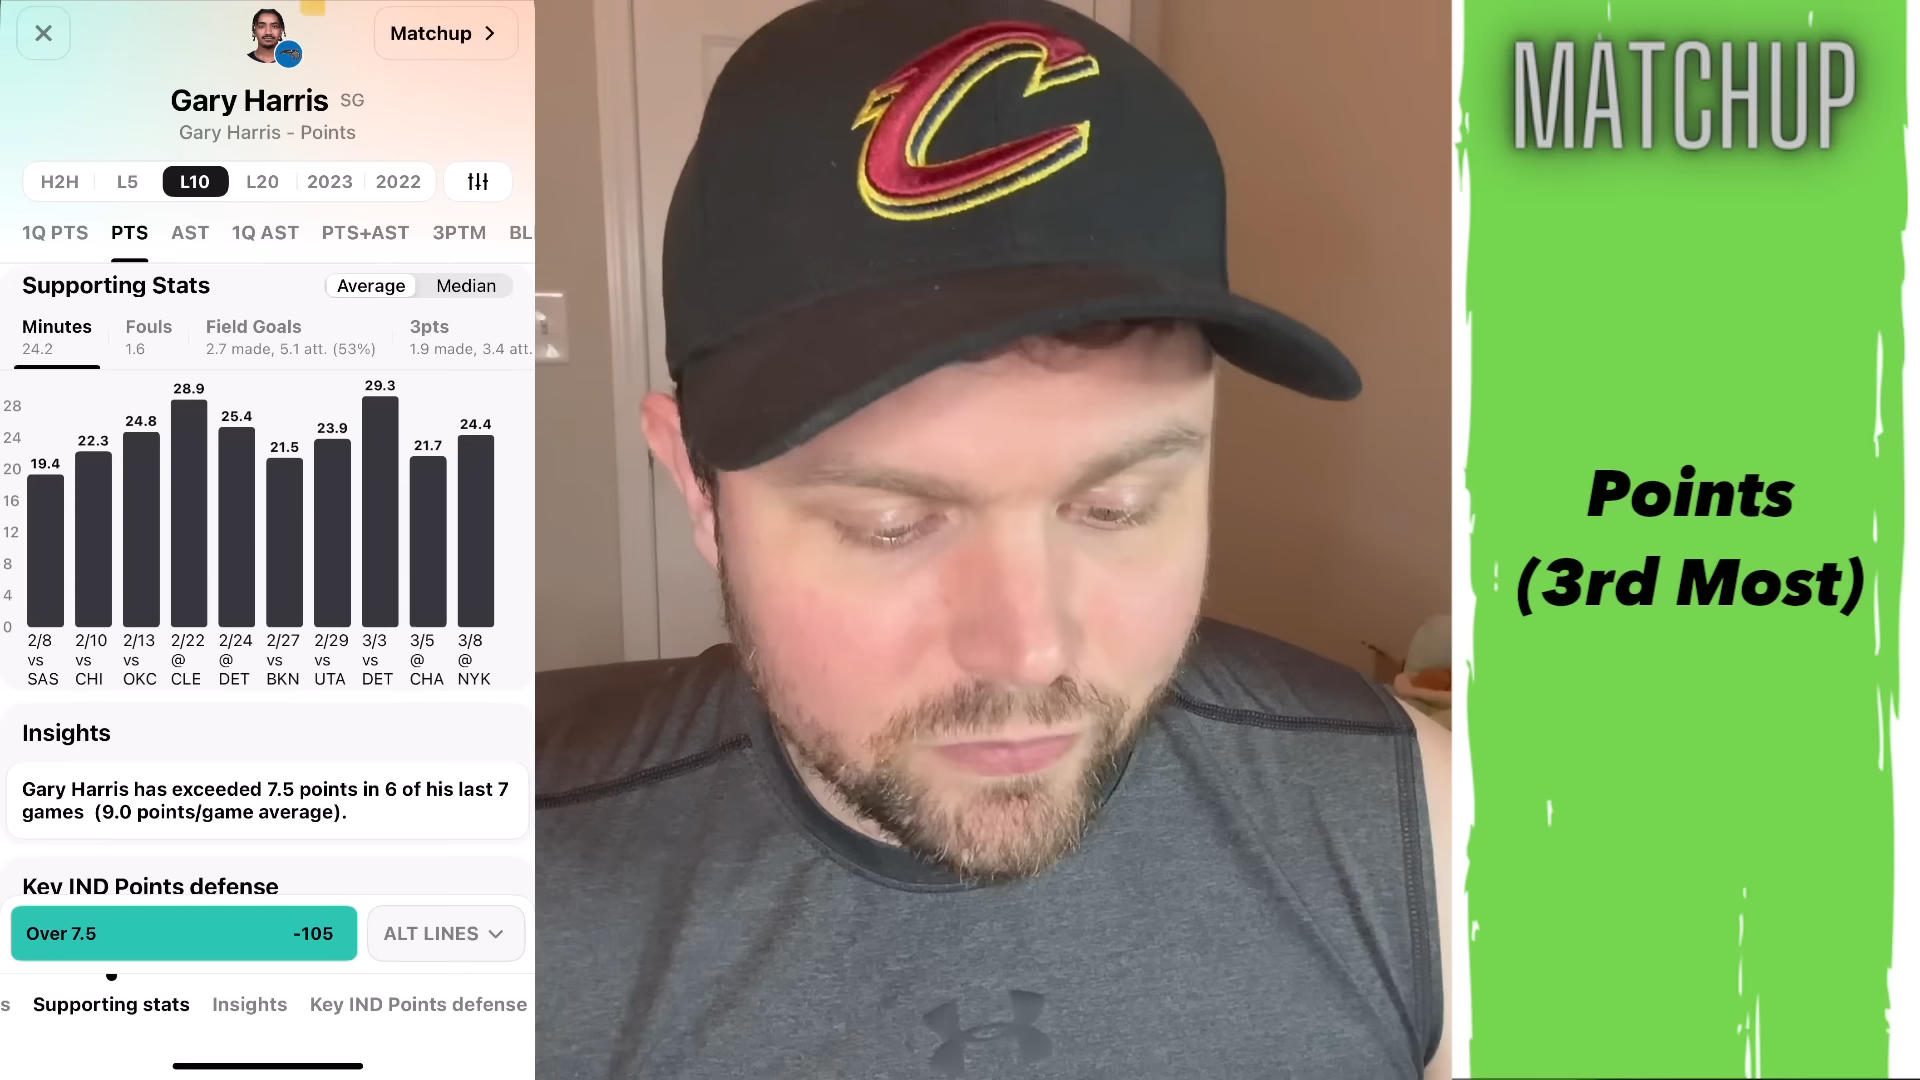 Matchup
Gary Harris SG
Gary Harris - Points
H2H L5 L10 L20 2023 2022
1Q PTS PTS AST 1Q AST PTS+AST 3PTM BL
Supporting Stats Average Median
Minutes Fouls Field Goals 3pts
24.2 1.6 2.7 made, 5.1 att. (53%) 1.9 made, 3.4 att.
28 24 20 16 12 8 4 0
19.4 22.3 24.8 28.9 25.4 21.5 23.9 29.3 21.7 24.4
2/8 2/10 2/13 2/22 2/24 2/27 2/29 3/3 3/5 3/8
vs vs vs @ @ vs vs vs @ @
SAS CHI OKC CLE DET BKN UTA DET CHA NYK
Insights
Gary Harris has exceeded 7.5 points in 6 of his last 7
games (9.0 points/game average).
Key IND Points defense
Over 7.5 -105 ALT LINES
s Supporting stats Insights Key IND Points defense
C
MATCHUP
Points
(3rd Most)